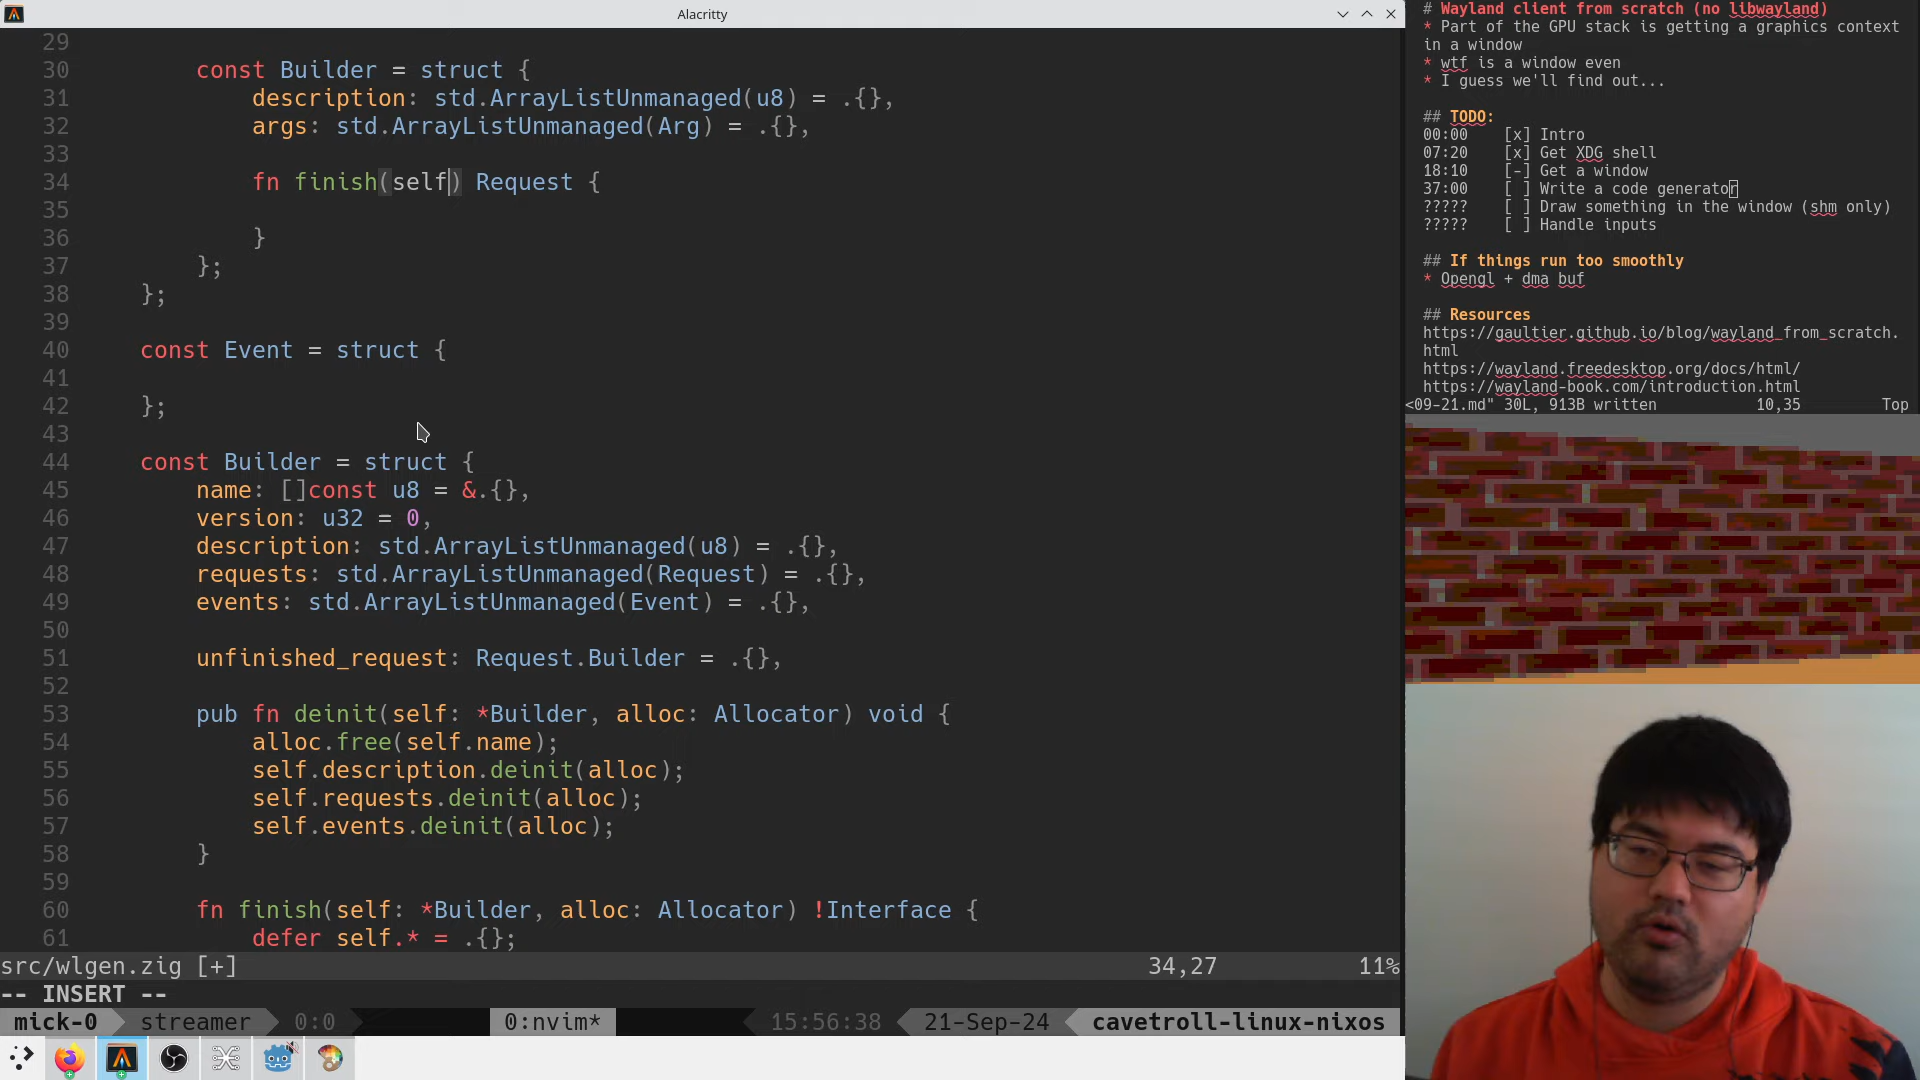 Alacritty
29
30 const Builder = struct {
31 description: std.ArrayListUnmanaged(u8) = .{},
32 args: std.ArrayListUnmanaged(Arg) = .{},
33
34 fn finish(self) Request {
35
36 }
37 };
38 };
39
40 const Event = struct {
41
42 };
43
44 const Builder = struct {
45 name: []const u8 = &.{},
46 version: u32 = 0,
47 description: std.ArrayListUnmanaged(u8) = .{},
48 requests: std.ArrayListUnmanaged(Request) = .{},
49 events: std.ArrayListUnmanaged(Event) = .{},
50
51 unfinished_request: Request.Builder = .{},
52
53 pub fn deinit(self: *Builder, alloc: Allocator) void {
54 alloc.free(self.name);
55 self.description.deinit(alloc);
56 self.requests.deinit(alloc);
57 self.events.deinit(alloc);
58 }
59
60 fn finish(self: *Builder, alloc: Allocator) !Interface {
61 defer self.* = .{};
src/wlgen.zig [+] 34,27 11%
-- INSERT --
mick-0 streamer 0:0 0:nvim* 15:56:38 21-Sep-24 cavetroll-linux-nixos
# Wayland client from scratch (no libwayland)
* Part of the GPU stack is getting a graphics context
in a window
* wtf is a window even
* I guess we'll find out...
## TODO:
00:00 [x] Intro
07:20 [x] Get XDG shell
18:10 [-] Get a window
37:00 [ ] Write a code generator
????? [ ] Draw something in the window (shm only)
????? [ ] Handle inputs
## If things run too smoothly
* Opengl + dma buf
## Resources
https://gaultier.github.io/blog/wayland_from_scratch.
html
https://wayland.freedesktop.org/docs/html/
https://wayland-book.com/introduction.html
<09-21.md" 30L, 913B written 10,35 Top